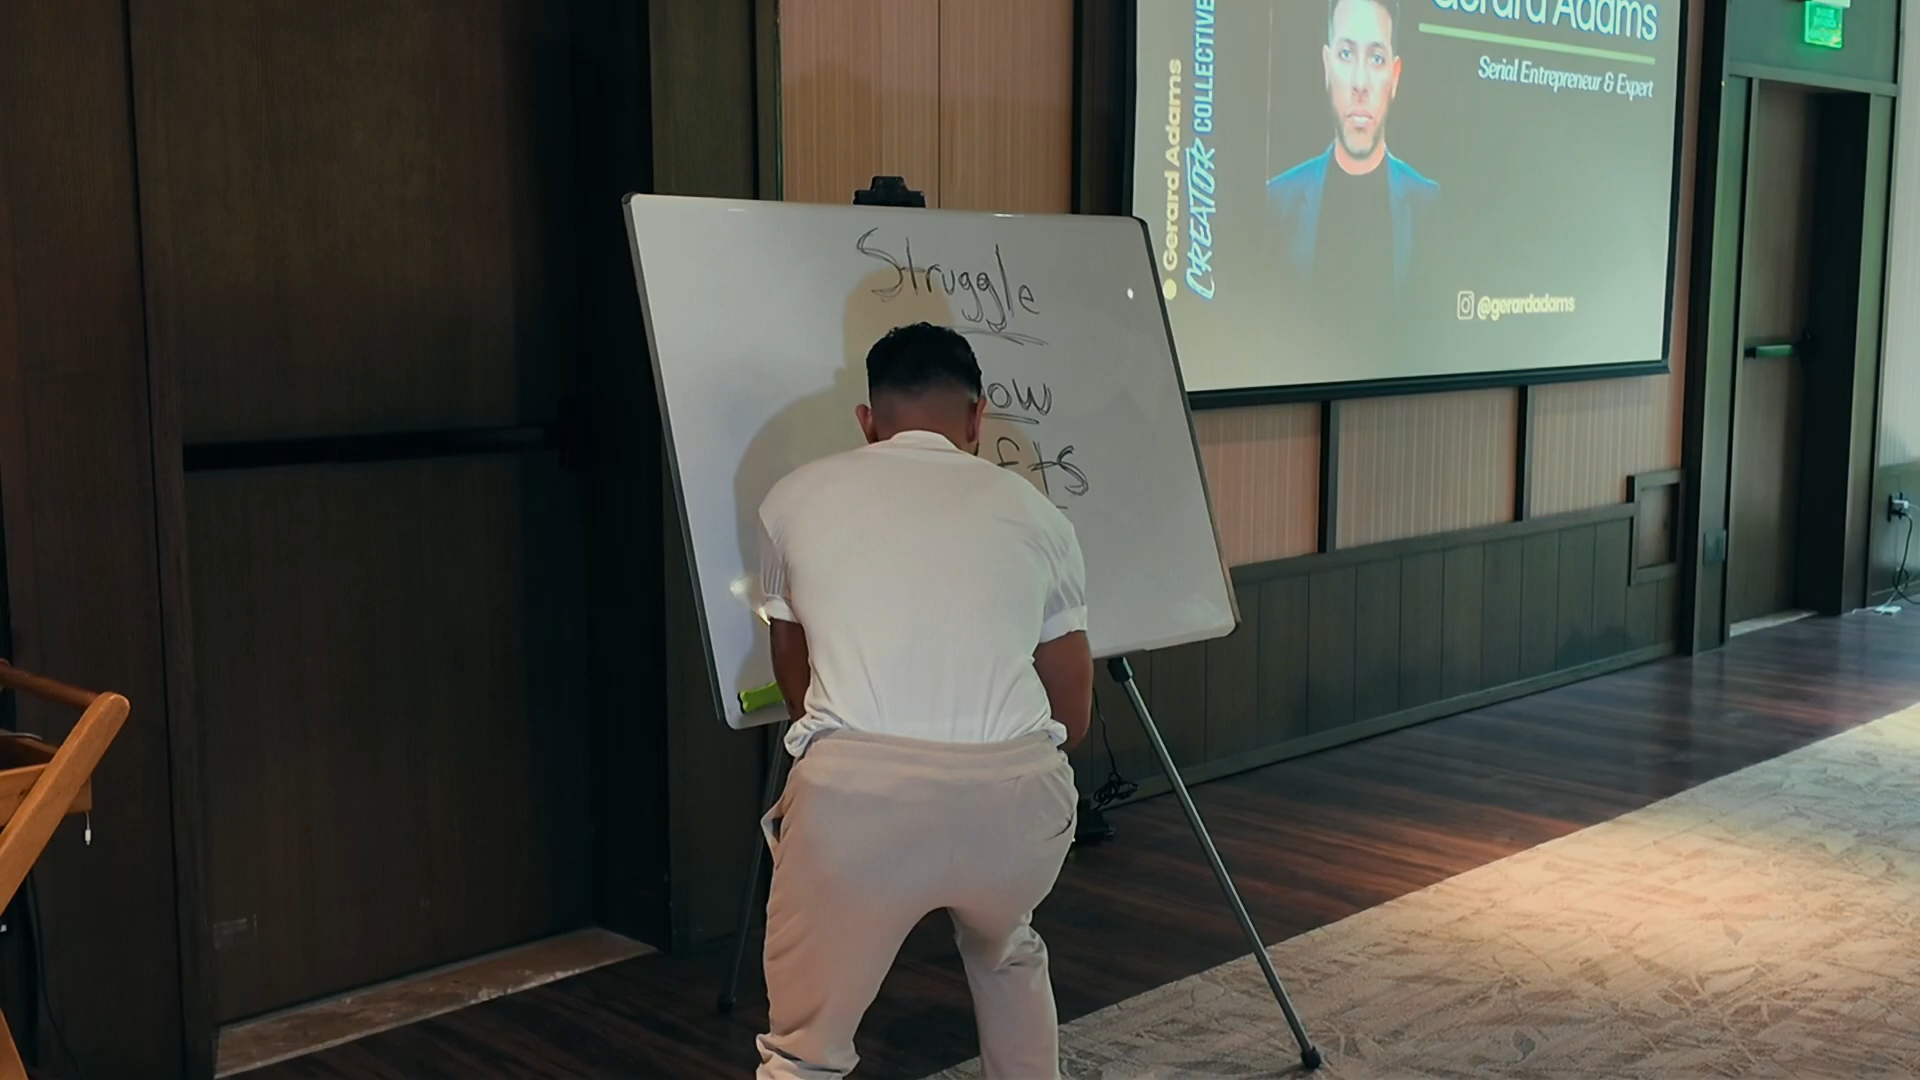 Struggle
Gerard Adams
Serial Entrepreneur & Expert
@gerardadams
Gerard Adams
CREATOR COLLECTIVE